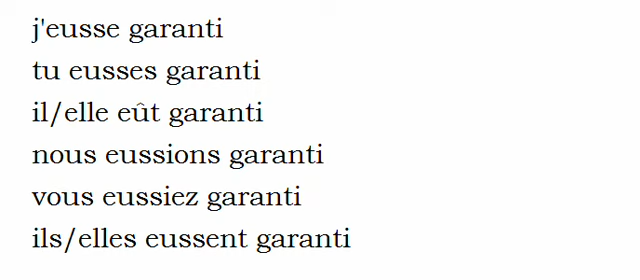 j'eusse garanti
tu eusses garanti
il/elle eût garanti
nous eussions garanti
vous eussiez garanti
ils/elles eussent garanti